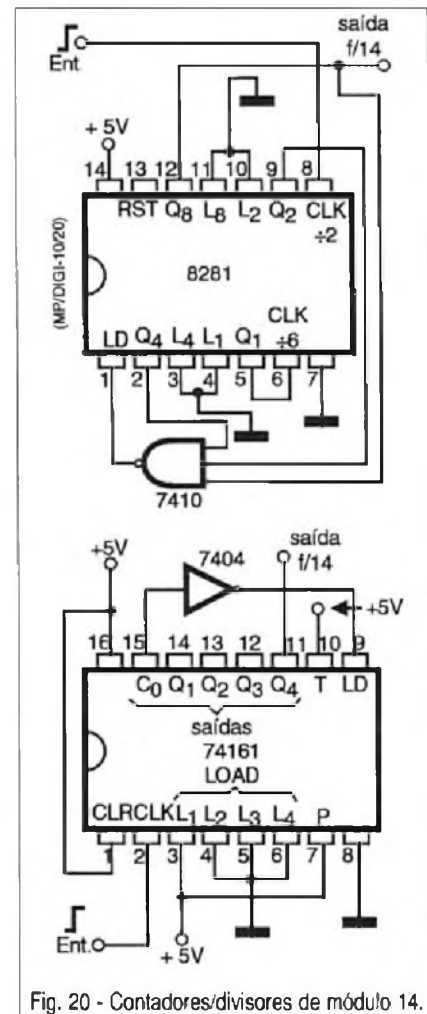 saída
f/14
Ent.
+ 5V
14 13 12 11 10 9 8
RST Q8 L8 L2 Q2 CLK
÷2
(MP/DIGI-10/20)
8281
CLK
÷6
LD Q4 L4 L1 Q1
1 2 3 4 5 6 7
7410
saída
f/14
+5V
7404
+5V
16 15 14 13 12 11 10 9
C0 Q1 Q2 Q3 Q4 T LD
saídas
74161
LOAD
CLR CLK L1 L2 L3 L4 P
1 2 3 4 5 6 7 8
Ent.
+ 5V
Fig. 20 - Contadores/divisores de módulo 14.